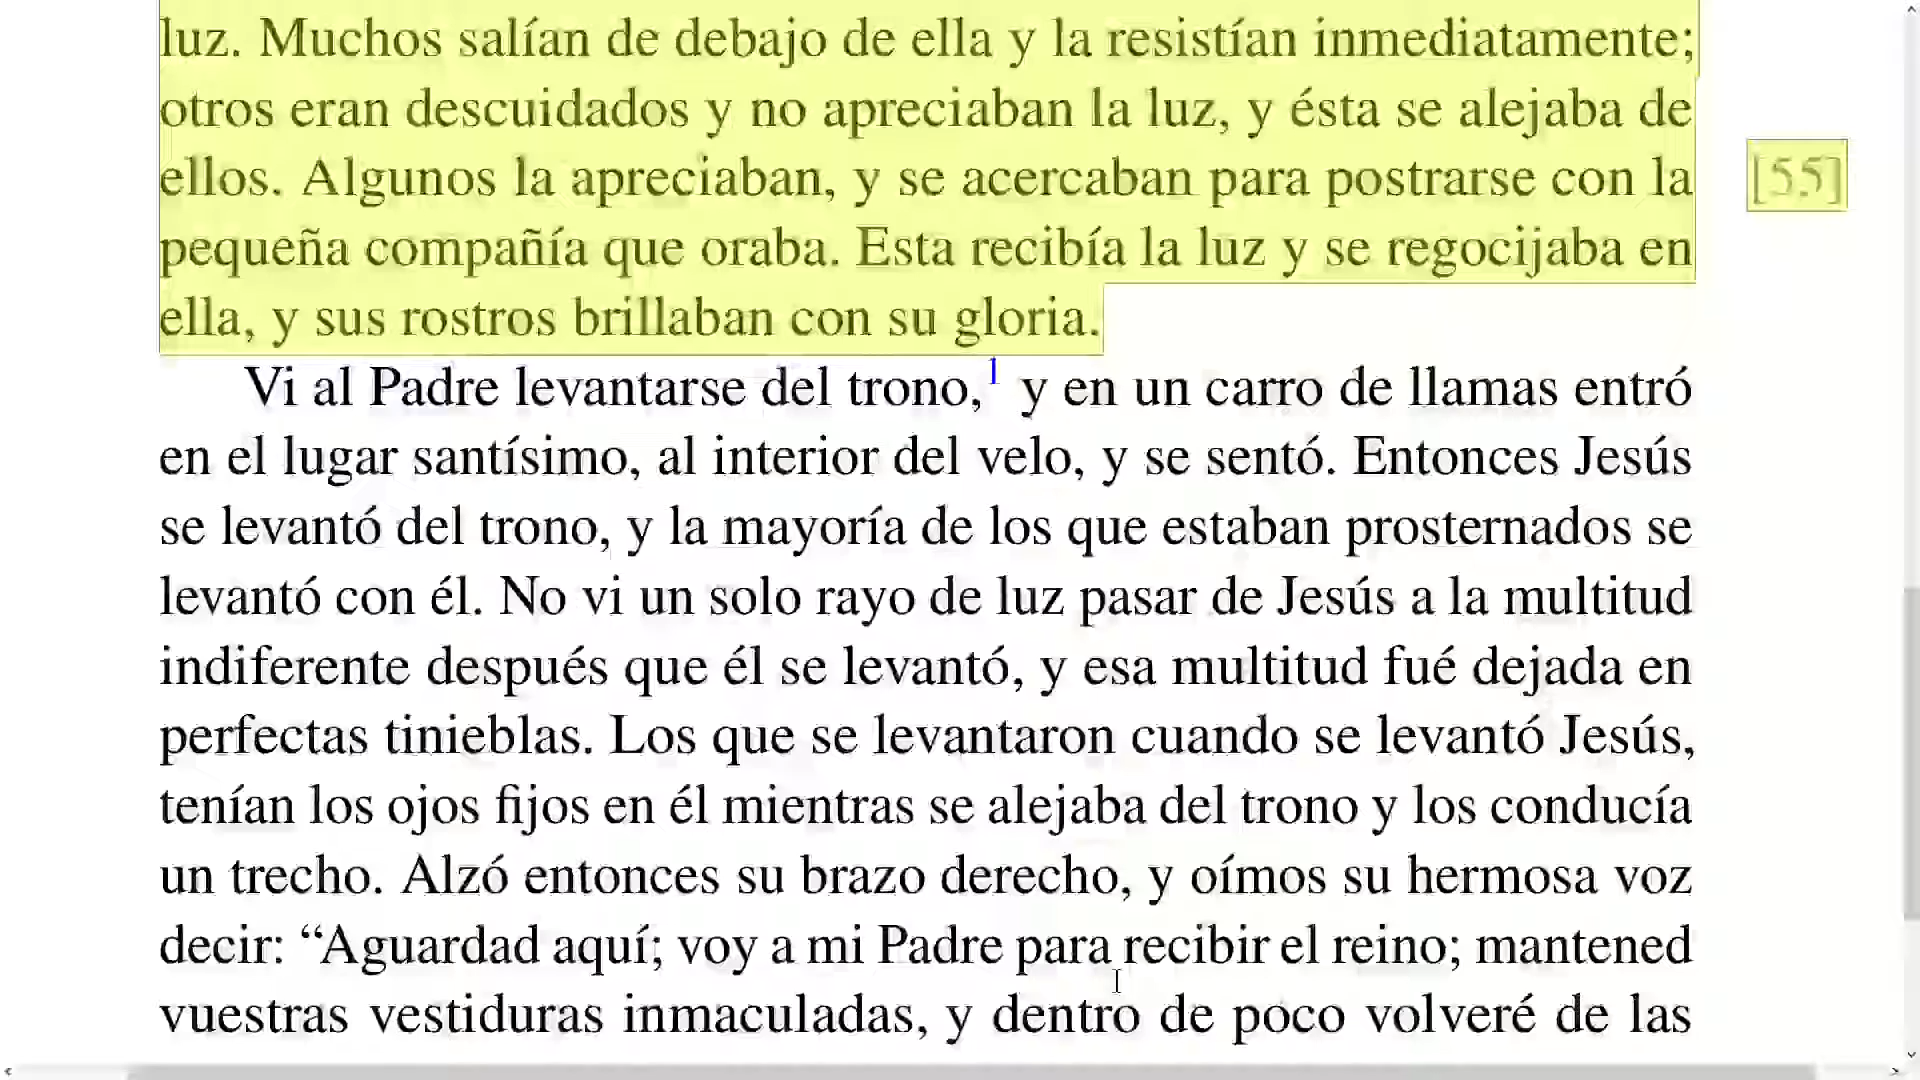 luz. Muchos salían de debajo de ella y la resistían inmediatamente;
otros eran descuidados y no apreciaban la luz, y ésta se alejaba de
ellos. Algunos la apreciaban, y se acercaban para postrarse con la
[55]
pequeña compañía que oraba. Esta recibía la luz y se regocijaba en
ella, y sus rostros brillaban con su gloria.
Vi al Padre levantarse del trono,1 y en un carro de llamas entró
en el lugar santísimo, al interior del velo, y se sentó. Entonces Jesús
se levantó del trono, y la mayoría de los que estaban prosternados se
levantó con él. No vi un solo rayo de luz pasar de Jesús a la multitud
indiferente después que él se levantó, y esa multitud fué dejada en
perfectas tinieblas. Los que se levantaron cuando se levantó Jesús,
tenían los ojos fijos en él mientras se alejaba del trono y los conducía
un trecho. Alzó entonces su brazo derecho, y oímos su hermosa voz
decir: “Aguardad aquí; voy a mi Padre para recibir el reino; mantened
vuestras vestiduras inmaculadas, y dentro de poco volveré de las